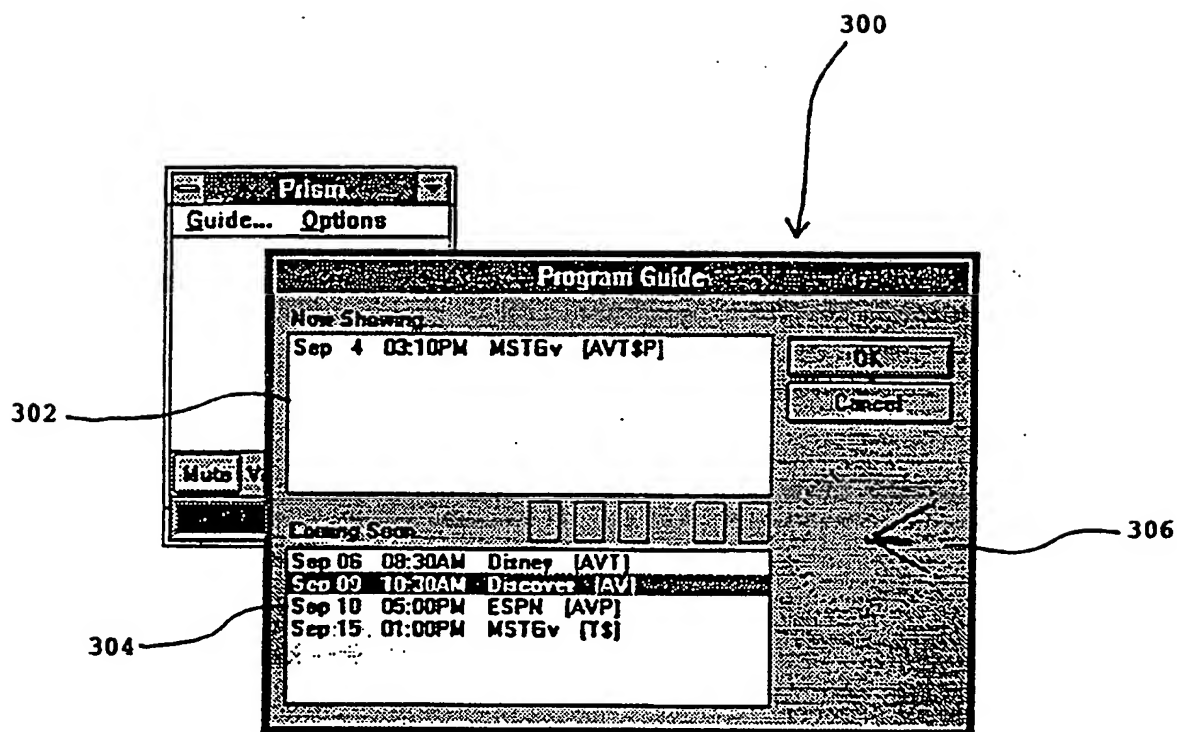 300
Prism
Guide... Options
Program Guide
Now Showing...
Sep 4 03:10PM MSTGv [AVT$P]
OK
Cancel
302
Mute
Coming Soon...
306
Sep 06 08:30AM Disney [AVT]
Sep 09 10:30AM Discover [AV]
Sep 10 05:00PM ESPN [AVP]
Sep 15 01:00PM MSTGv [T$]
304